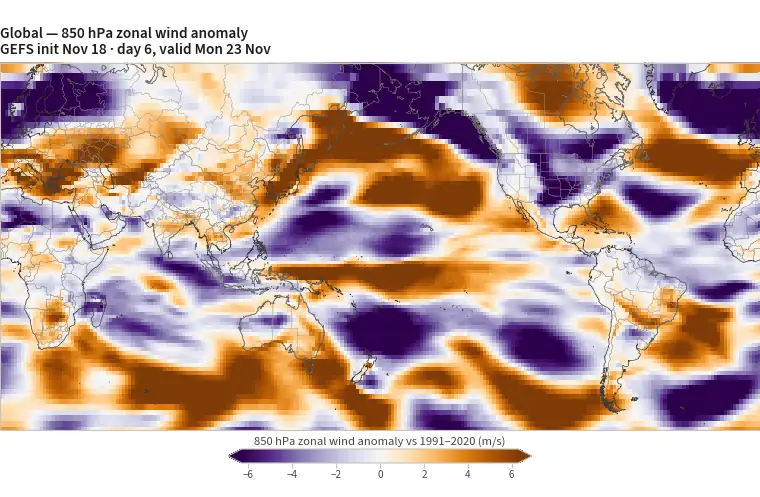 Global — 850 hPa zonal wind anomaly
GEFS init Nov 18 · day 6, valid Mon 23 Nov
850 hPa zonal wind anomaly vs 1991–2020 (m/s)
−6 −4 −2 0 2 4 6